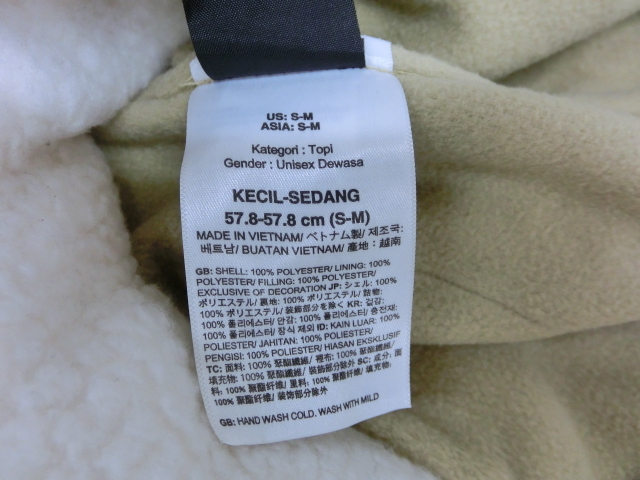 US: S-M
ASIA: S-M
Kategori : Topi
Gender : Unisex Dewasa
KECIL-SEDANG
57.8-57.8 cm (S-M)
MADE IN VIETNAM/ ベトナム製/ 제조국:
베트남/ BUATAN VIETNAM/ 產地：越南
GB: SHELL: 100% POLYESTER/ LINING: 100%
POLYESTER/ FILLING: 100% POLYESTER/
EXCLUSIVE OF DECORATION JP: シェル: 100%
ポリエステル/ 裏地: 100% ポリエステル/ 詰物:
100% ポリエステル/ 装飾部分を除く KR: 겉감:
100% 폴리에스터/ 안감: 100% 폴리에스터/ 충전재:
100% 폴리에스터/ 장식 제외 ID: KAIN LUAR: 100%
POLIESTER/ JAHITAN: 100% POLIESTER/
PENGISI: 100% POLIESTER/ HIASAN EKSKLUSIF
TC: 面料: 100% 聚酯纖維/ 裡布: 100% 聚酯纖維/
填充物: 100% 聚酯纖維/ 裝飾部分除外 SC: 成分: 面
料: 100% 聚酯纤维/ 里料: 100% 聚酯纤维/ 填充物:
100% 聚酯纤维/ 装饰部分除外
GB: HAND WASH COLD. WASH WITH MILD